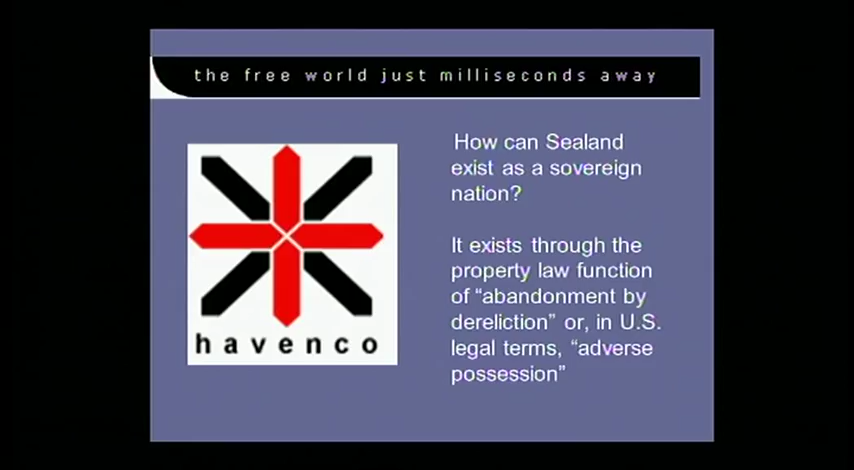 the free world just milliseconds away
How can Sealand
exist as a sovereign
nation?
It exists through the
property law function
of “abandonment by
dereliction” or, in U.S.
legal terms, “adverse
possession”
havenco